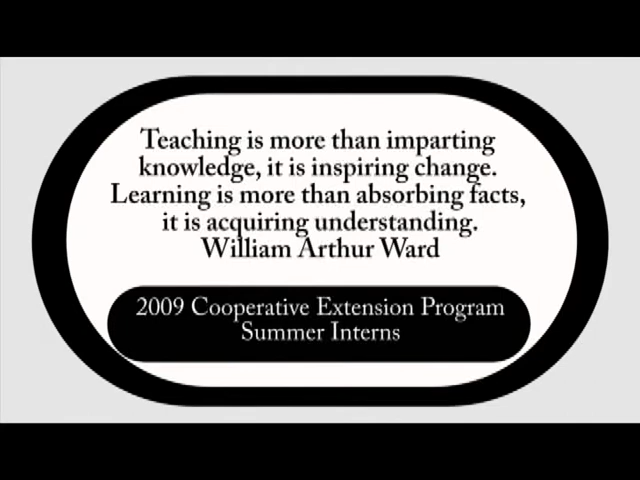 Teaching is more than imparting
knowledge, it is inspiring change.
Learning is more than absorbing facts,
it is acquiring understanding.
William Arthur Ward
2009 Cooperative Extension Program
Summer Interns